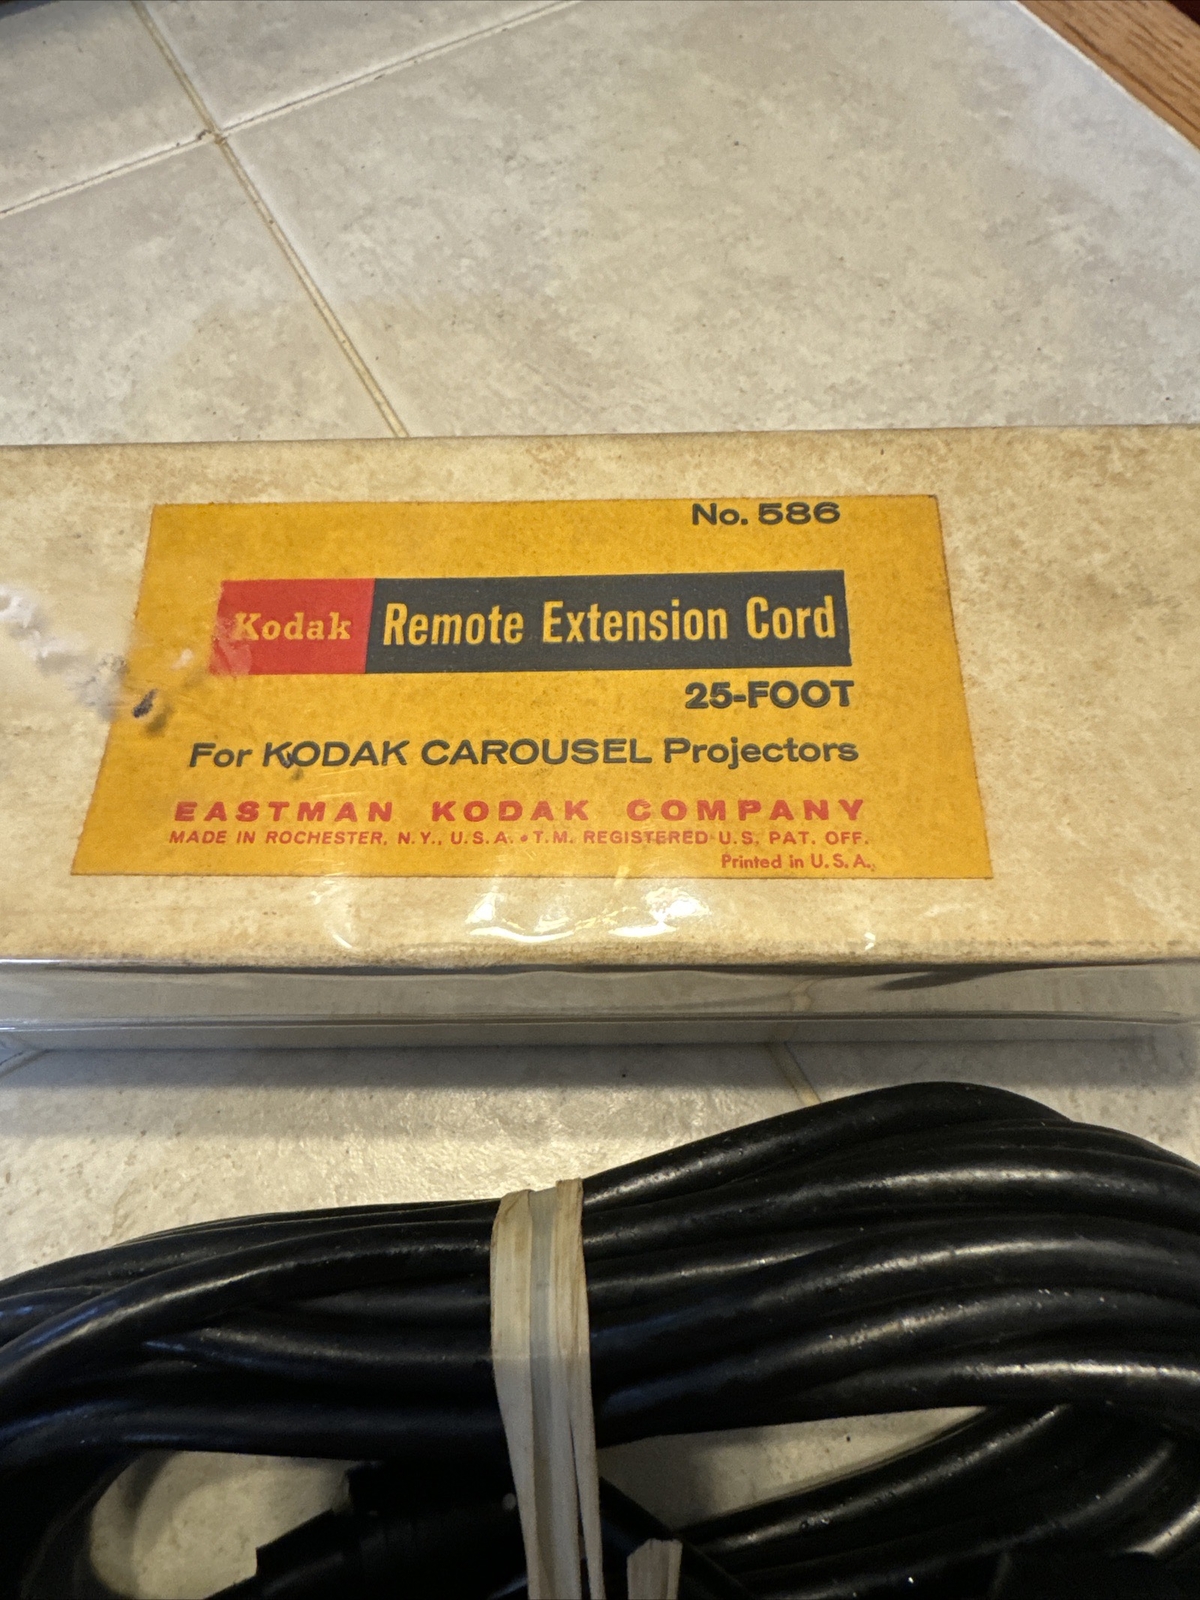 No. 586
Kodak Remote Extension Cord
25-FOOT
For KODAK CAROUSEL Projectors
EASTMAN KODAK COMPANY
MADE IN ROCHESTER, N.Y., U.S.A. • T.M. REGISTERED U.S. PAT. OFF.
Printed in U.S.A.